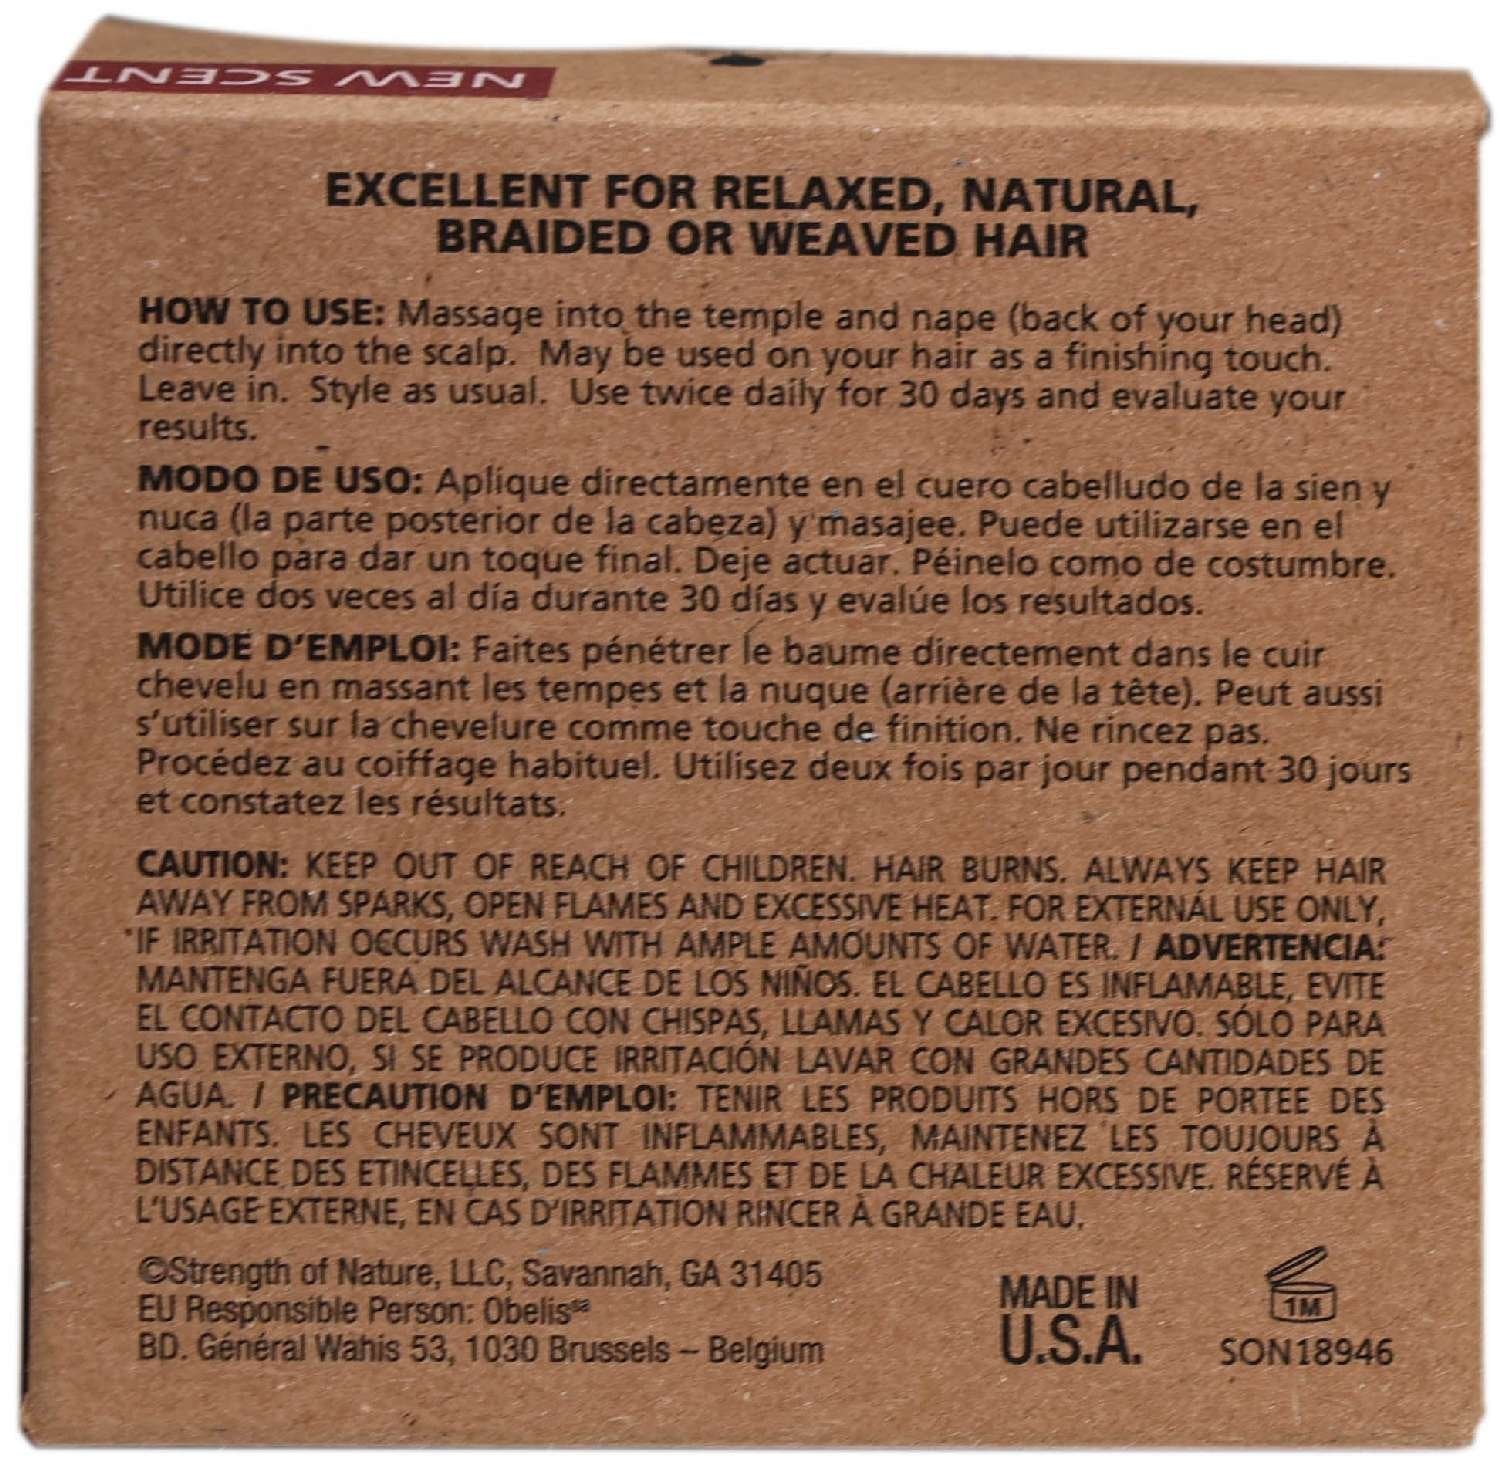 NEW SCENT
EXCELLENT FOR RELAXED, NATURAL,
BRAIDED OR WEAVED HAIR
HOW TO USE: Massage into the temple and nape (back of your head)
directly into the scalp. May be used on your hair as a finishing touch.
Leave in. Style as usual. Use twice daily for 30 days and evaluate your
results.
MODO DE USO: Aplique directamente en el cuero cabelludo de la sien y
nuca (la parte posterior de la cabeza) y masajee. Puede utilizarse en el
cabello para dar un toque final. Deje actuar. Péinelo como de costumbre.
Utilice dos veces al día durante 30 días y evalúe los resultados.
MODE D'EMPLOI: Faites pénétrer le baume directement dans le cuir
chevelu en massant les tempes et la nuque (arrière de la tête). Peut aussi
s'utiliser sur la chevelure comme touche de finition. Ne rincez pas.
Procédez au coiffage habituel. Utilisez deux fois par jour pendant 30 jours
et constatez les résultats.
CAUTION: KEEP OUT OF REACH OF CHILDREN. HAIR BURNS. ALWAYS KEEP HAIR
AWAY FROM SPARKS, OPEN FLAMES AND EXCESSIVE HEAT. FOR EXTERNAL USE ONLY,
IF IRRITATION OCCURS WASH WITH AMPLE AMOUNTS OF WATER. / ADVERTENCIA:
MANTENGA FUERA DEL ALCANCE DE LOS NIÑOS. EL CABELLO ES INFLAMABLE, EVITE
EL CONTACTO DEL CABELLO CON CHISPAS, LLAMAS Y CALOR EXCESIVO. SÓLO PARA
USO EXTERNO, SI SE PRODUCE IRRITACIÓN LAVAR CON GRANDES CANTIDADES DE
AGUA. / PRECAUTION D'EMPLOI: TENIR LES PRODUITS HORS DE PORTEE DES
ENFANTS. LES CHEVEUX SONT INFLAMMABLES, MAINTENEZ LES TOUJOURS À
DISTANCE DES ETINCELLES, DES FLAMMES ET DE LA CHALEUR EXCESSIVE. RÉSERVÉ À
L'USAGE EXTERNE, EN CAS D'IRRITATION RINCER À GRANDE EAU.
©Strength of Nature, LLC, Savannah, GA 31405
EU Responsible Person: Obelis sa
BD. Général Wahis 53, 1030 Brussels – Belgium
MADE IN
U.S.A.
1M
SON18946